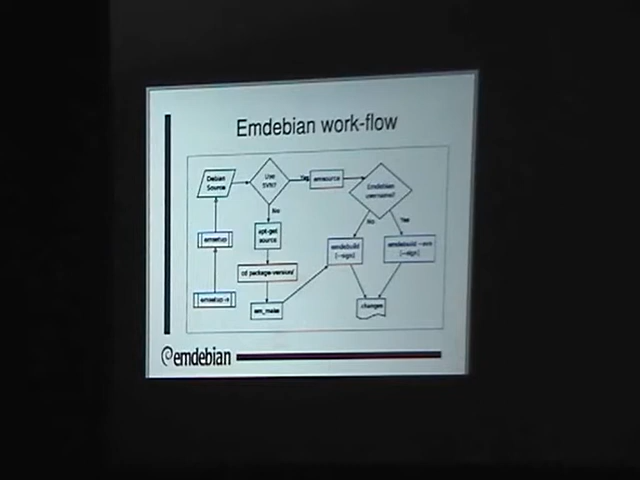 Emdebian work-flow
Debian
Source
Use
SVN?
Yes
emsource
Emdebian
username?
No
No
Yes
emsetup
apt-get
source
emdebuild
[--sign]
emdebuild --svn
[--sign]
cd package-version/
emsetup
em_make
.changes
emdebian